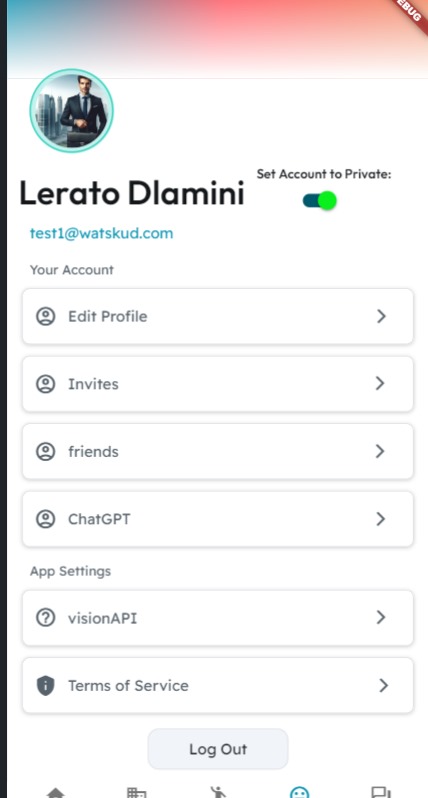 EBUG
Set Account to Private:
Lerato Dlamini
test1@watskud.com
Your Account
Edit Profile
Invites
friends
ChatGPT
App Settings
visionAPI
Terms of Service
Log Out